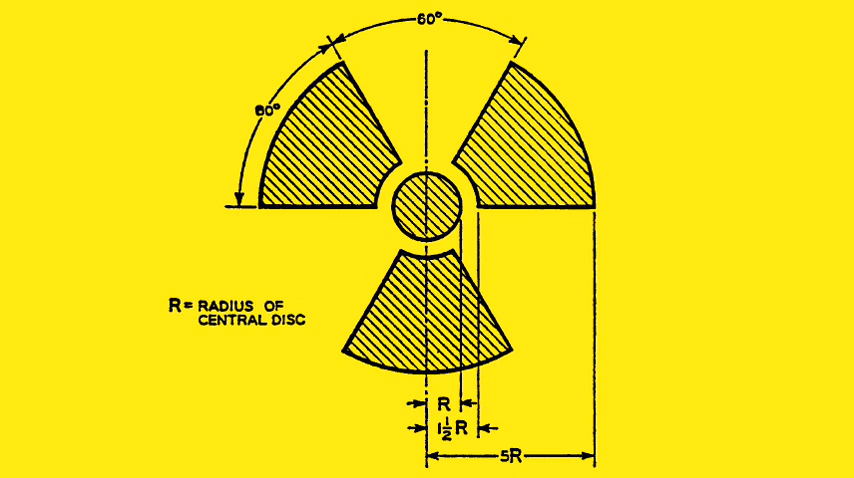 60°
60°
R= RADIUS OF
CENTRAL DISC
R
1½R
5R